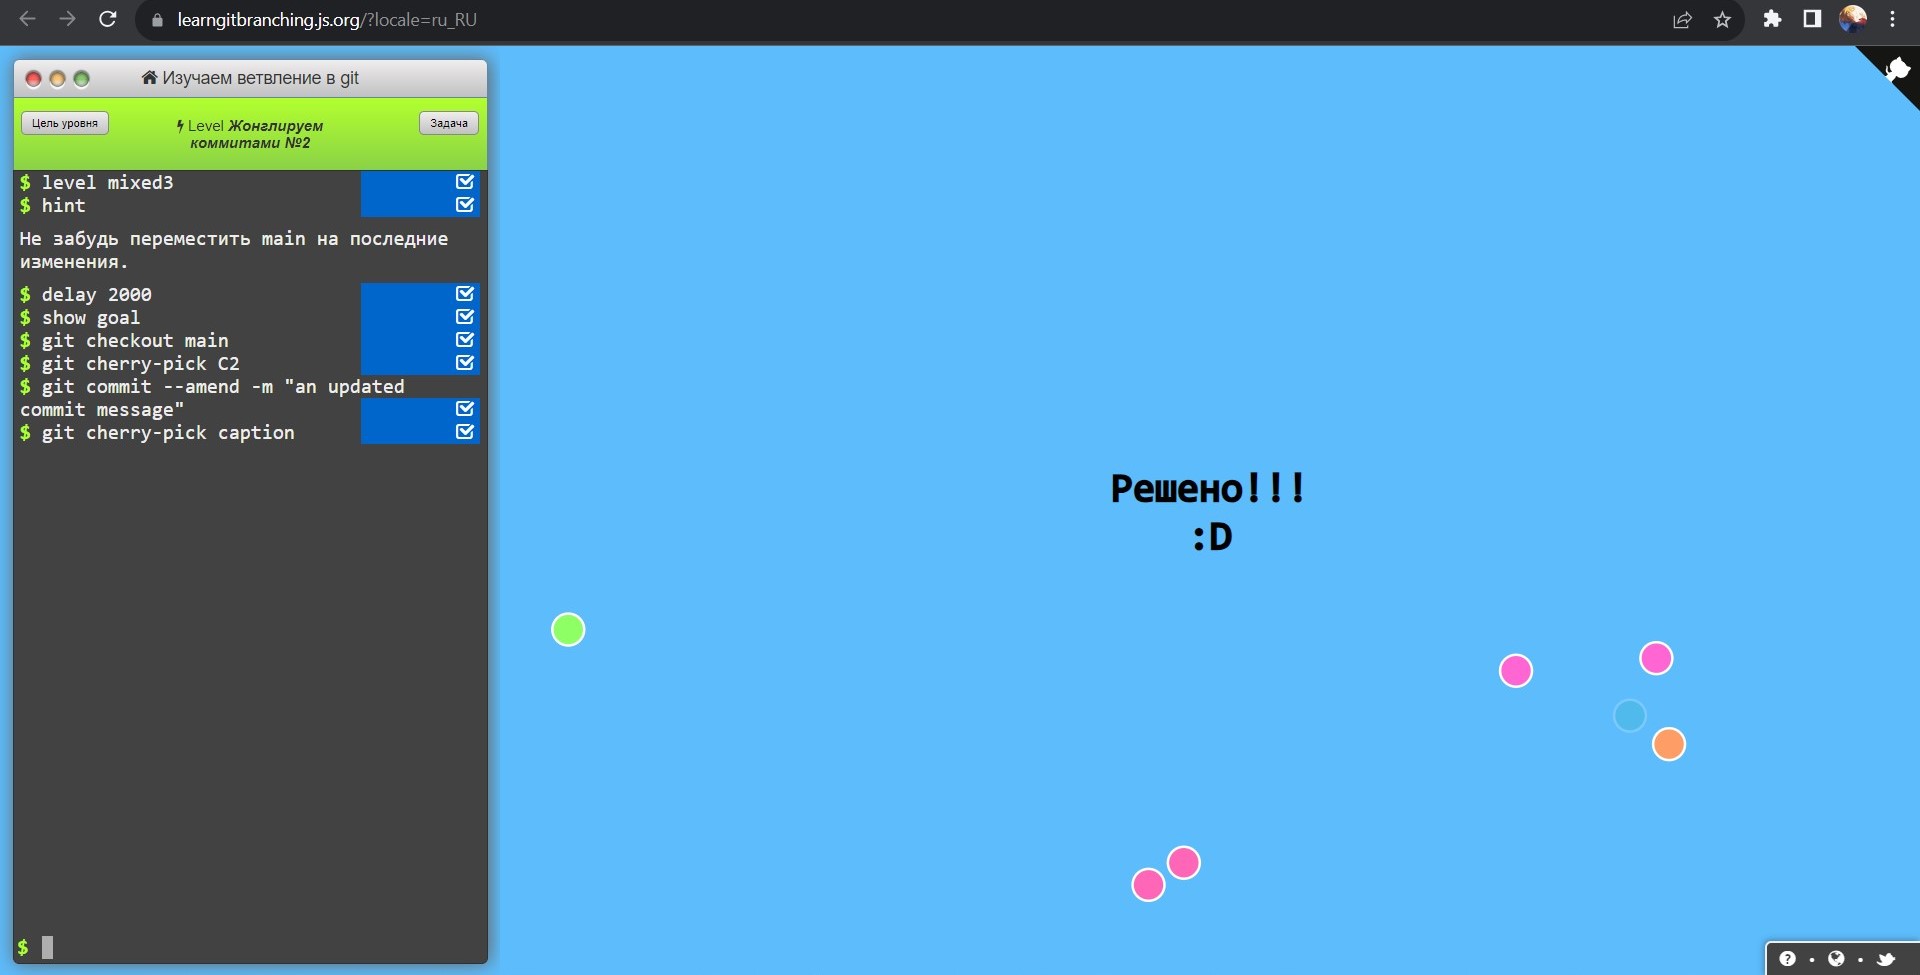 learngitbranching.js.org/?locale=ru_RU
Изучаем ветвление в git
Цель уровня
Level Жонглируем
коммитами №2
Задача
$ level mixed3
$ hint
Не забудь переместить main на последние
изменения.
$ delay 2000
$ show goal
$ git checkout main
$ git cherry-pick C2
$ git commit --amend -m "an updated
commit message"
$ git cherry-pick caption
Решено!!!
:D
$